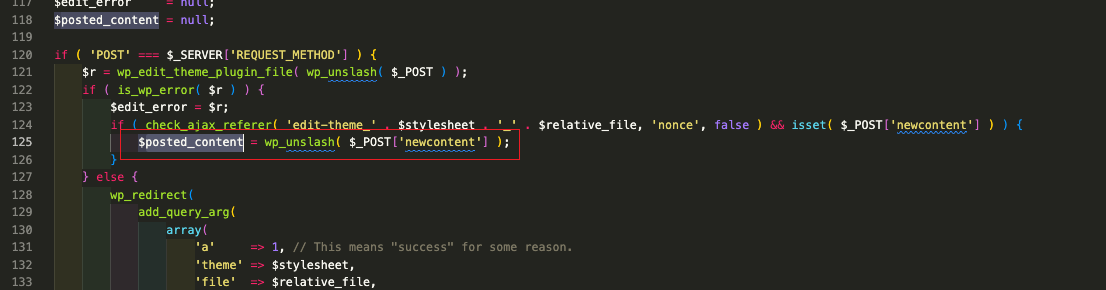 117 $edit_error = null;
118 $posted_content = null;
119
120 if ( 'POST' === $_SERVER['REQUEST_METHOD'] ) {
121 $r = wp_edit_theme_plugin_file( wp_unslash( $_POST ) );
122 if ( is_wp_error( $r ) ) {
123 $edit_error = $r;
124 if ( check_ajax_referer( 'edit-theme_' . $stylesheet . '_' . $relative_file, 'nonce', false ) && isset( $_POST['newcontent'] ) ) {
125 $posted_content = wp_unslash( $_POST['newcontent'] );
126 }
127 } else {
128 wp_redirect(
129 add_query_arg(
130 array(
131 'a' => 1, // This means "success" for some reason.
132 'theme' => $stylesheet,
133 'file' => $relative_file,